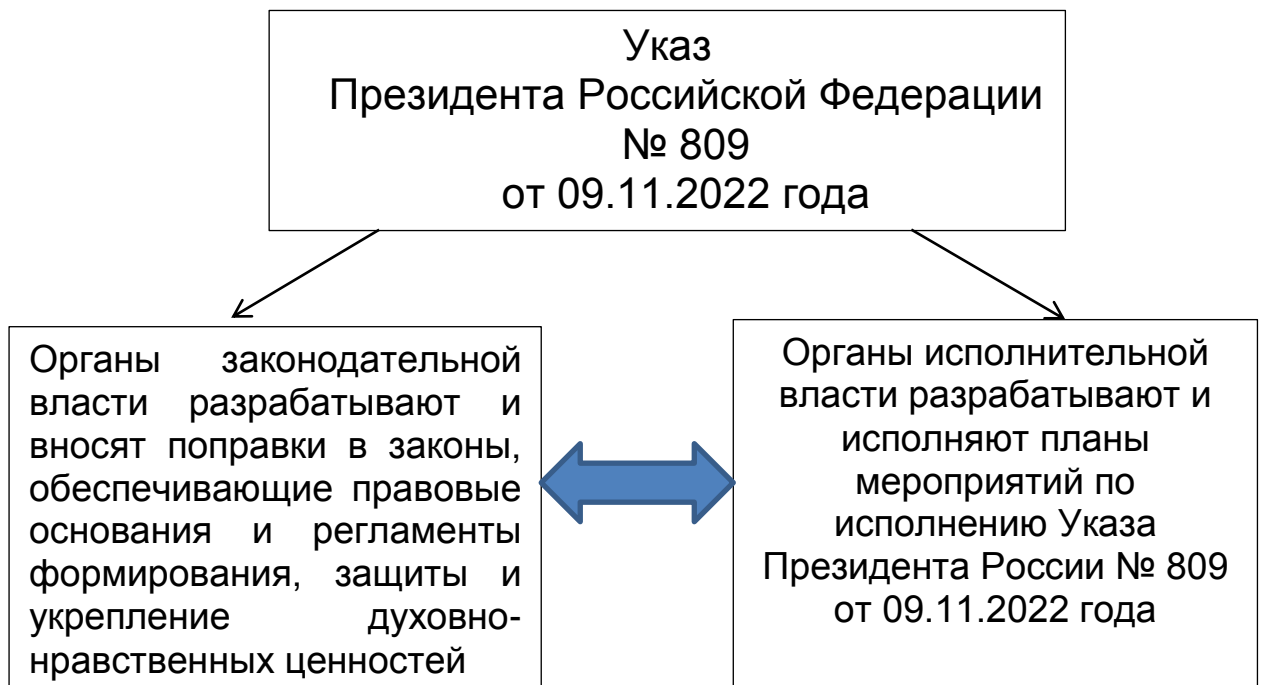 Указ
Президента Российской Федерации
№ 809
от 09.11.2022 года
Органы законодательной
власти разрабатывают и
вносят поправки в законы,
обеспечивающие правовые
основания и регламенты
формирования, защиты и
укрепление духовно-
нравственных ценностей
Органы исполнительной
власти разрабатывают и
исполняют планы
мероприятий по
исполнению Указа
Президента России № 809
от 09.11.2022 года